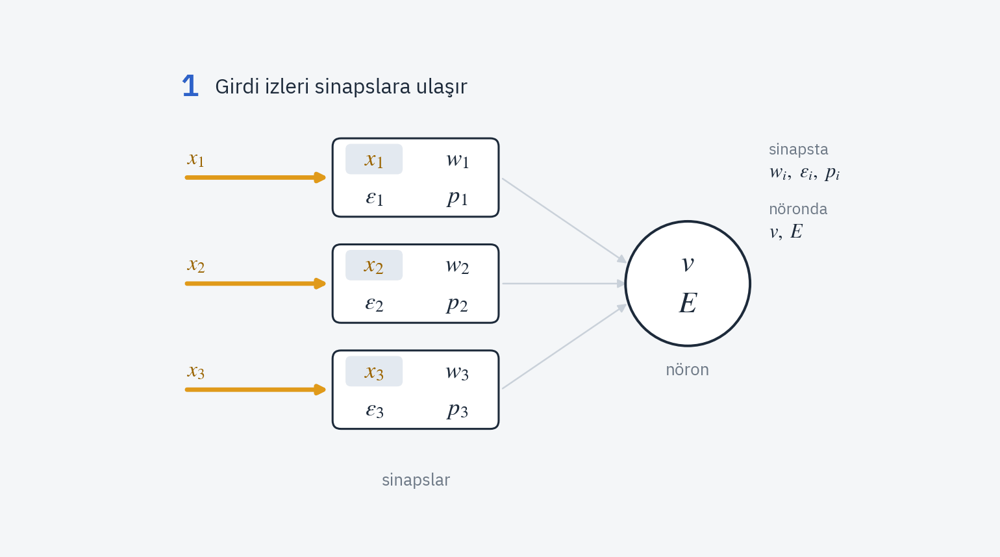 1 Girdi izleri sinapslara ulaşır
x₁
x₁ w₁
ε₁ p₁
x₂
x₂ w₂
ε₂ p₂
x₃
x₃ w₃
ε₃ p₃
sinapslar
v
E
nöron
sinapsta
wᵢ, εᵢ, pᵢ
nöronda
v, E